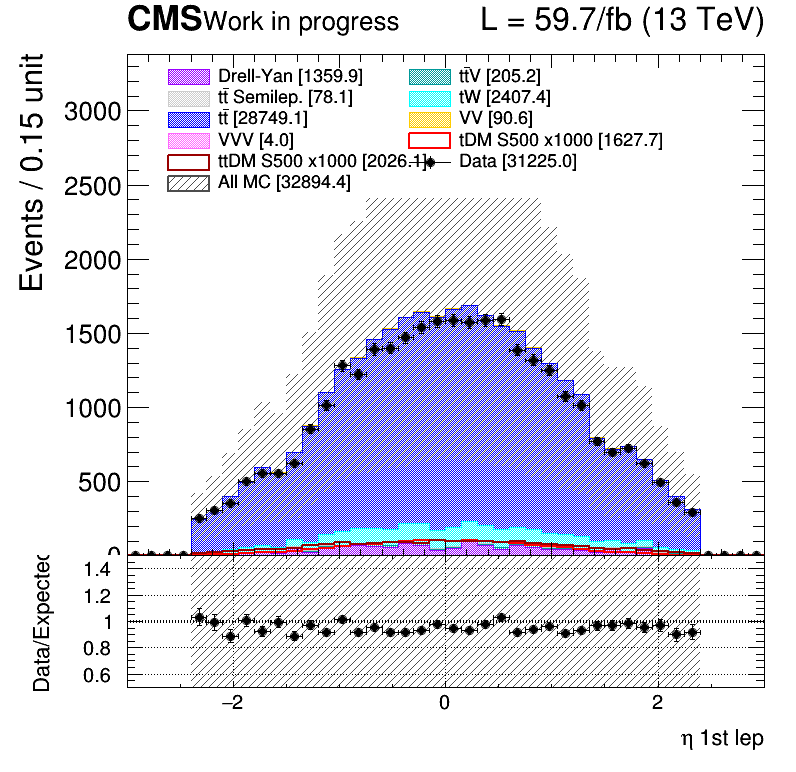 CMS Work in progress L = 59.7/fb (13 TeV)
Drell-Yan [1359.9] tt̄V [205.2]
tt̄ Semilep. [78.1] tW [2407.4]
tt̄ [28749.1] VV [90.6]
VVV [4.0] tDM S500 x1000 [1627.7]
ttDM S500 x1000 [2026.1] Data [31225.0]
All MC [32894.4]
Events / 0.15 unit
3000
2500
2000
1500
1000
500
0
Data/Expected
1.4
1.2
1
0.8
0.6
−2 0 2
η 1st lep